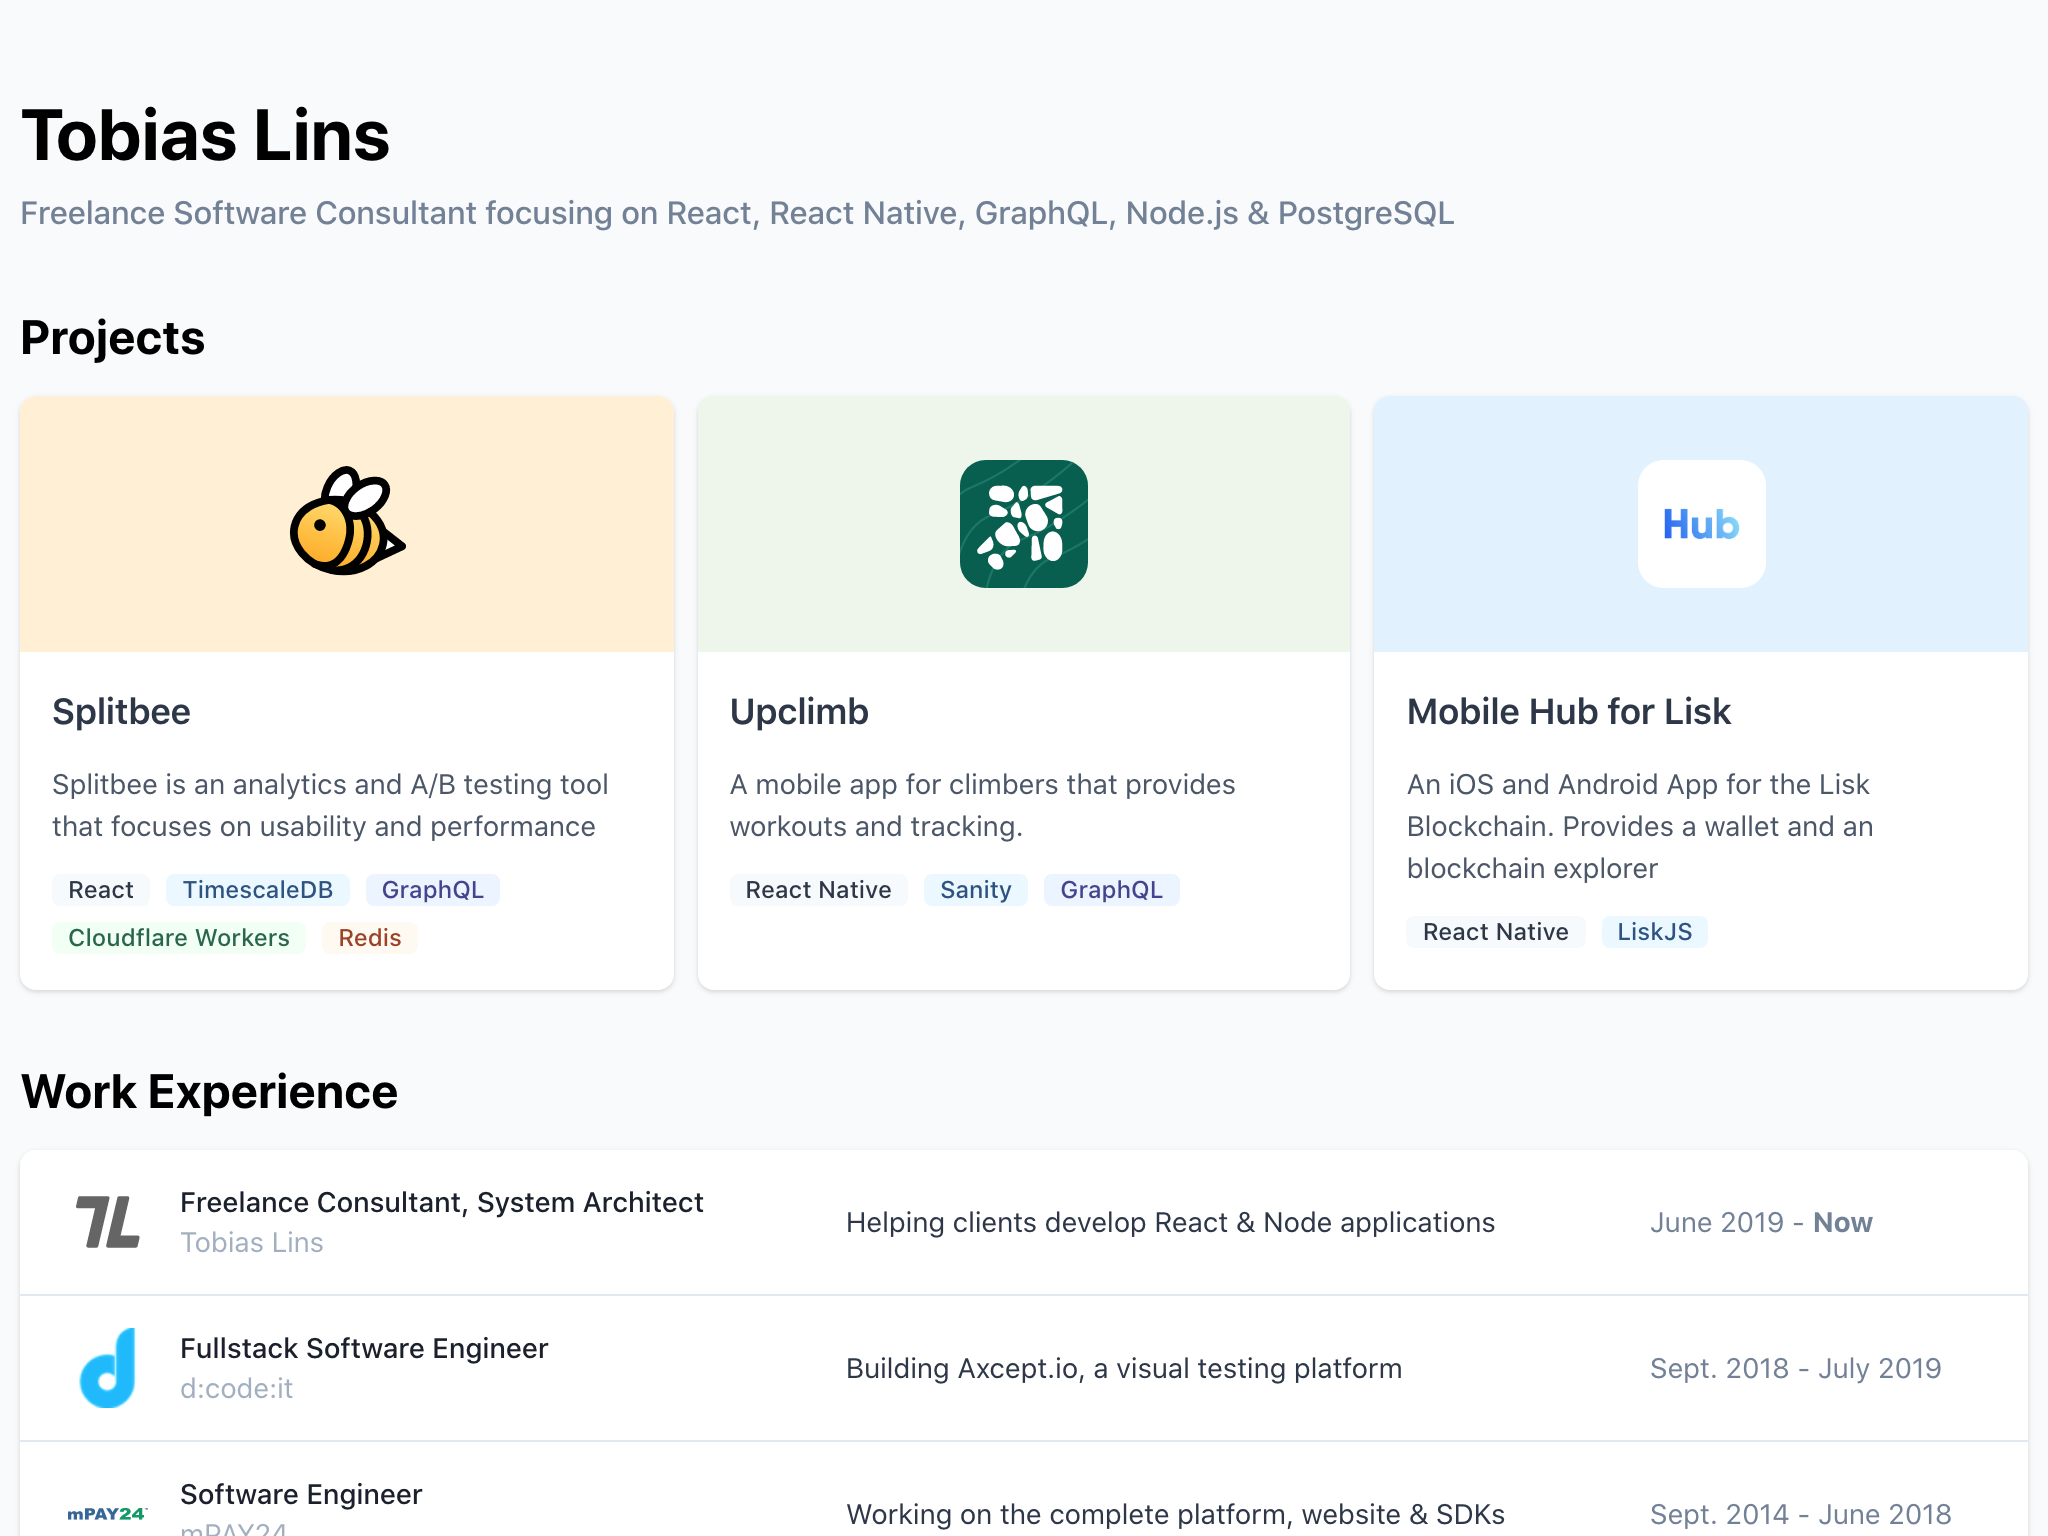 Tobias Lins
Freelance Software Consultant focusing on React, React Native, GraphQL, Node.js & PostgreSQL
Projects
Splitbee
Splitbee is an analytics and A/B testing tool
that focuses on usability and performance
React TimescaleDB GraphQL
Cloudflare Workers Redis
Upclimb
A mobile app for climbers that provides
workouts and tracking.
React Native Sanity GraphQL
Hub
Mobile Hub for Lisk
An iOS and Android App for the Lisk
Blockchain. Provides a wallet and an
blockchain explorer
React Native LiskJS
Work Experience
TL
Freelance Consultant, System Architect
Tobias Lins
Helping clients develop React & Node applications
June 2019 - Now
d
Fullstack Software Engineer
d:code:it
Building Axcept.io, a visual testing platform
Sept. 2018 - July 2019
mPAY24
Software Engineer
mPAY24
Working on the complete platform, website & SDKs
Sept. 2014 - June 2018